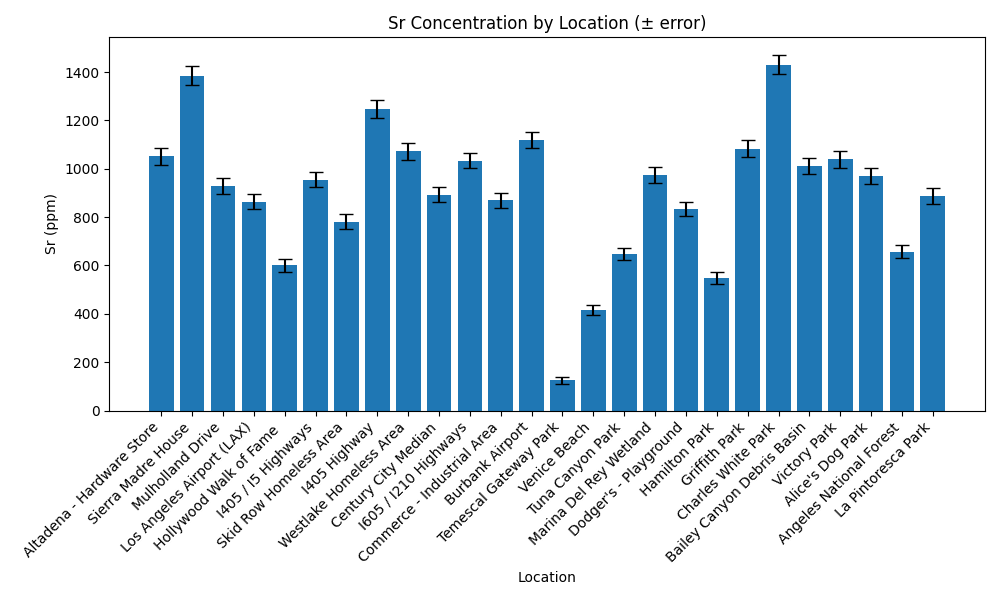 Sr Concentration by Location (± error)
Sr (ppm)
1400
1200
1000
800
600
400
200
0
Altadena - Hardware Store
Sierra Madre House
Mulholland Drive
Los Angeles Airport (LAX)
Hollywood Walk of Fame
I405 / I5 Highways
Skid Row Homeless Area
I405 Highway
Westlake Homeless Area
Century City Median
I605 / I210 Highways
Commerce - Industrial Area
Burbank Airport
Temescal Gateway Park
Venice Beach
Tuna Canyon Park
Marina Del Rey Wetland
Dodger's - Playground
Hamilton Park
Griffith Park
Charles White Park
Bailey Canyon Debris Basin
Victory Park
Alice's Dog Park
Angeles National Forest
La Pintoresca Park
Location